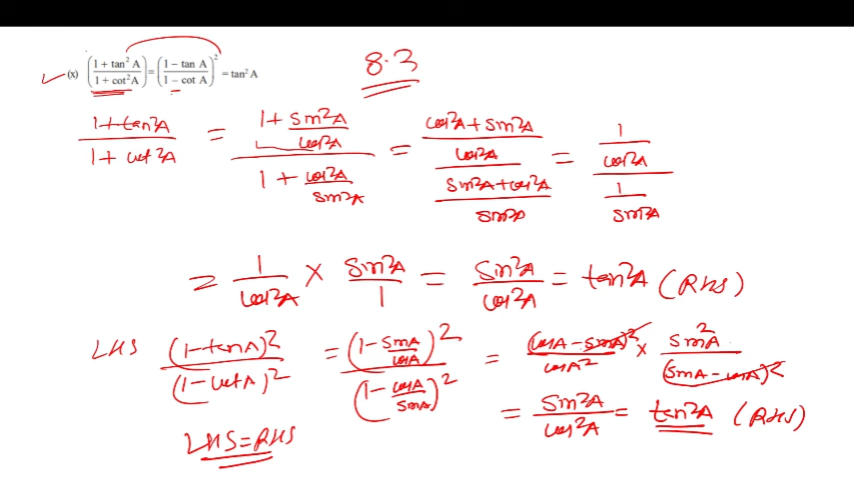 (x) (1 + tan² A / 1 + cot² A) = (1 − tan A / 1 − cot A)² = tan² A
8.3
1+tan²A / 1+cot²A = 1 + sin²A/cos²A / 1 + cos²A/sin²A = cos²A + sin²A / cos²A / sin²A + cos²A / sin²A = 1/cos²A / 1/sin²A
= 1/cos²A × sin²A/1 = sin²A/cos²A = tan²A (RHS)
LHS (1-tanA)² / (1-cotA)² = (1 - sinA/cosA)² / (1 - cosA/sinA)² = (cosA - sinA)² / cosA² × sin²A / (sinA - cosA)²
= sin²A/cos²A = tan²A (RHS)
LHS = RHS